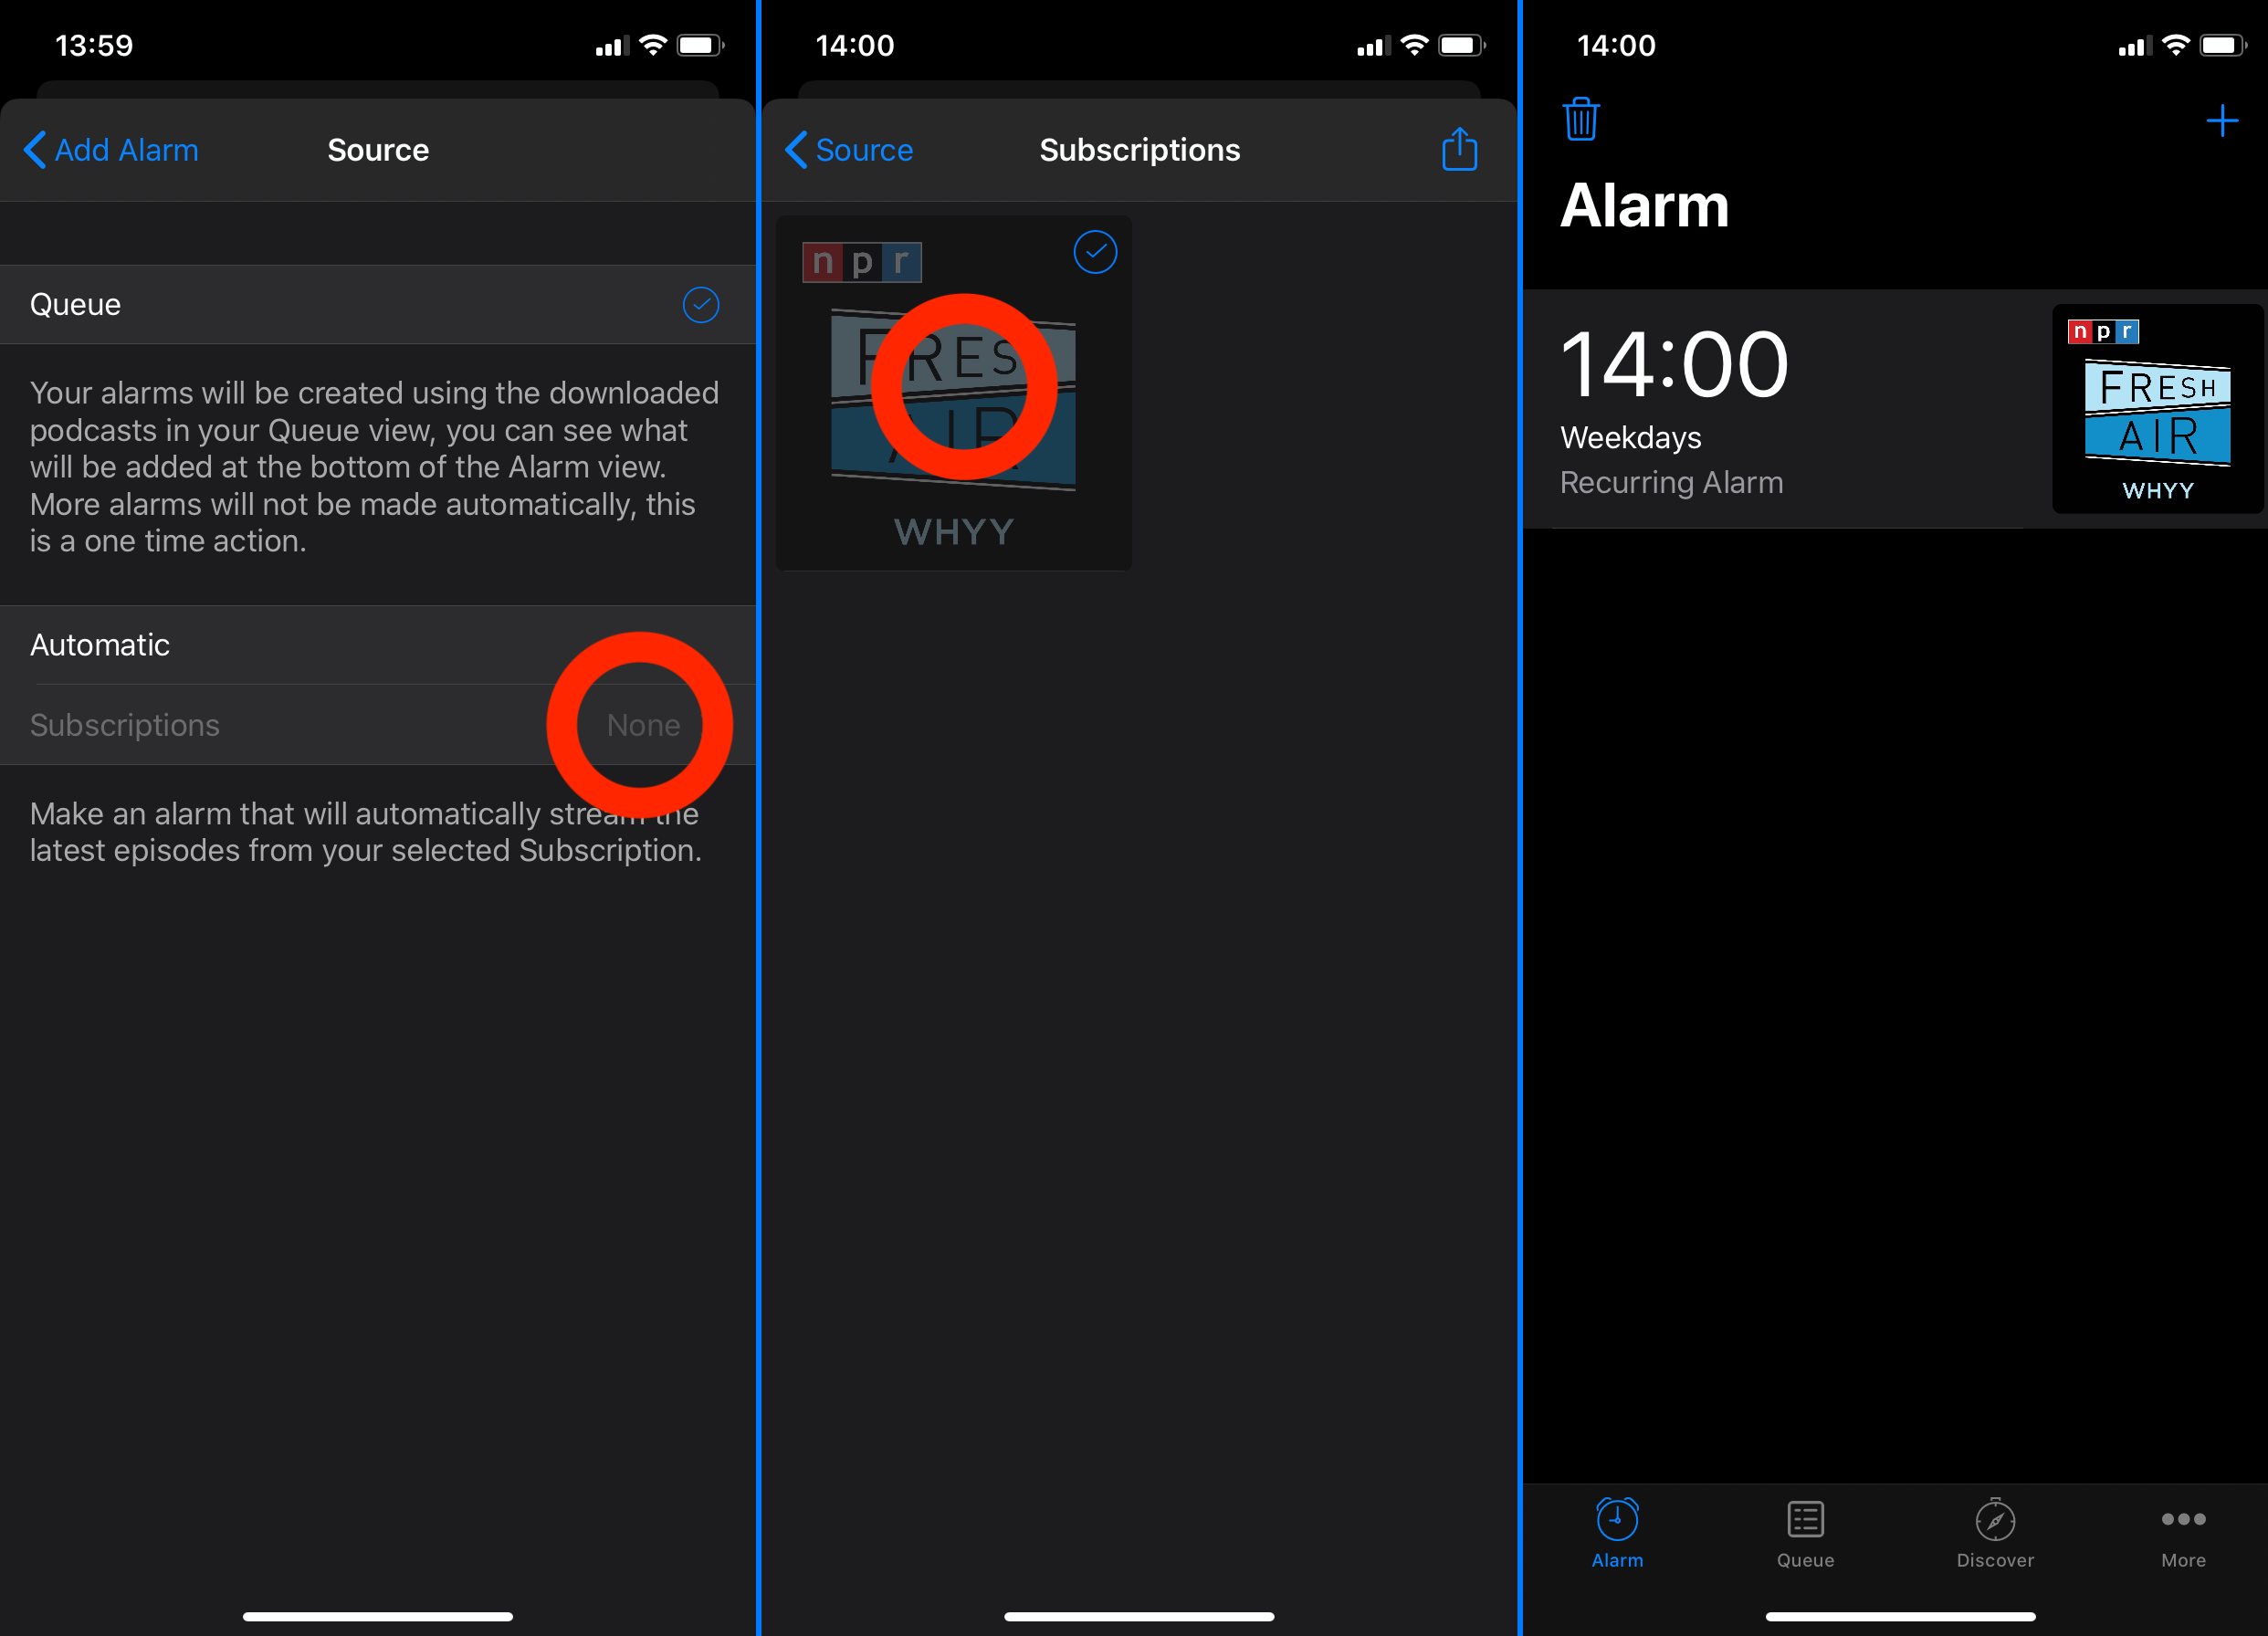 13:59
Add Alarm
Source
Queue
Your alarms will be created using the downloaded
podcasts in your Queue view, you can see what
will be added at the bottom of the Alarm view.
More alarms will not be made automatically, this
is a one time action.
Automatic
Subscriptions None
Make an alarm that will automatically stream the
latest episodes from your selected Subscription.
14:00
Source
Subscriptions
npr
FRESH
AIR
WHYY
14:00
Alarm
14:00
Weekdays
Recurring Alarm
npr
FRESH
AIR
WHYY
Alarm
Queue
Discover
More